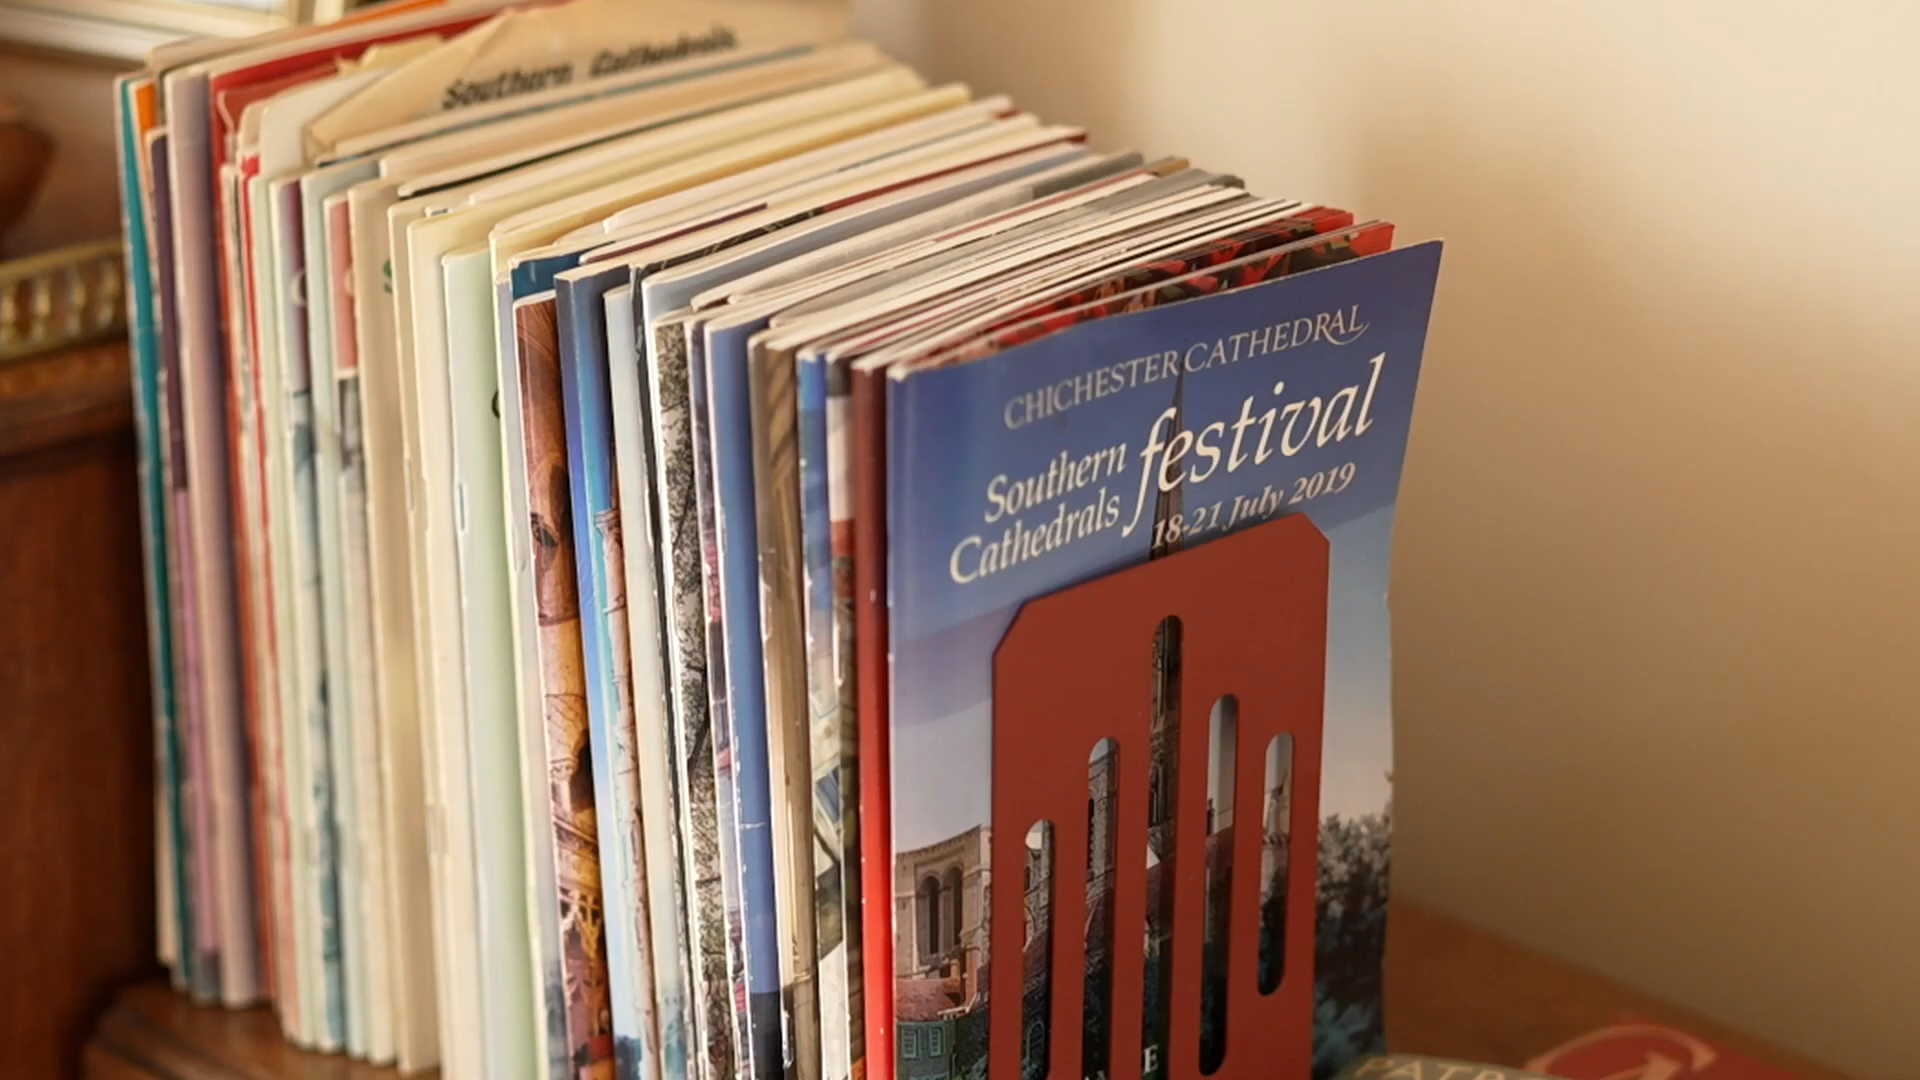 Southern Cathedrals
CHICHESTER CATHEDRAL
Southern
Cathedrals
festival
18-21 July 2019